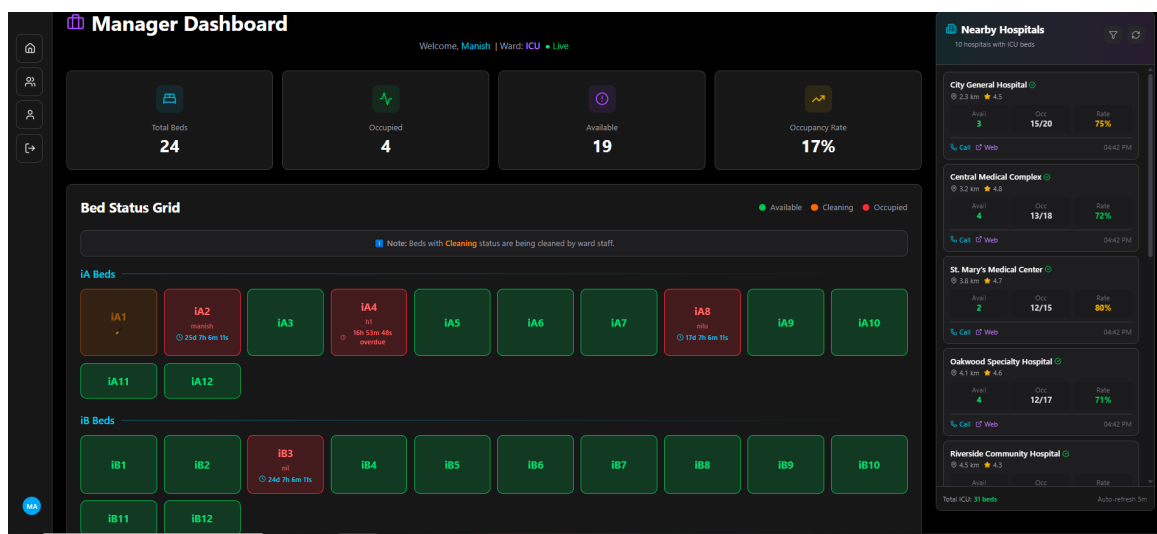 Manager Dashboard
Welcome, Manish | Ward: ICU • Live
Total Beds
24
Occupied
4
Available
19
Occupancy Rate
17%
Bed Status Grid
Available
Cleaning
Occupied
Note: Beds with Cleaning status are being cleaned by ward staff.
iA Beds
iA1
iA2
manish
25d 7h 6m 11s
iA3
iA4
h1
16h 53m 48s
overdue
iA5
iA6
iA7
iA8
nilu
17d 7h 6m 11s
iA9
iA10
iA11
iA12
iB Beds
iB1
iB2
iB3
nil
24d 7h 6m 11s
iB4
iB5
iB6
iB7
iB8
iB9
iB10
iB11
iB12
MA
Nearby Hospitals
10 hospitals with ICU beds
City General Hospital
2.3 km 4.5
Avail Occ Rate
3 15/20 75%
Call Web 04:42 PM
Central Medical Complex
3.2 km 4.8
Avail Occ Rate
4 13/18 72%
Call Web 04:42 PM
St. Mary's Medical Center
3.8 km 4.7
Avail Occ Rate
2 12/15 80%
Call Web 04:42 PM
Oakwood Specialty Hospital
4.1 km 4.6
Avail Occ Rate
4 12/17 71%
Call Web 04:42 PM
Riverside Community Hospital
4.5 km 4.3
Avail Occ Rate
Total ICU: 31 beds Auto-refresh 5m